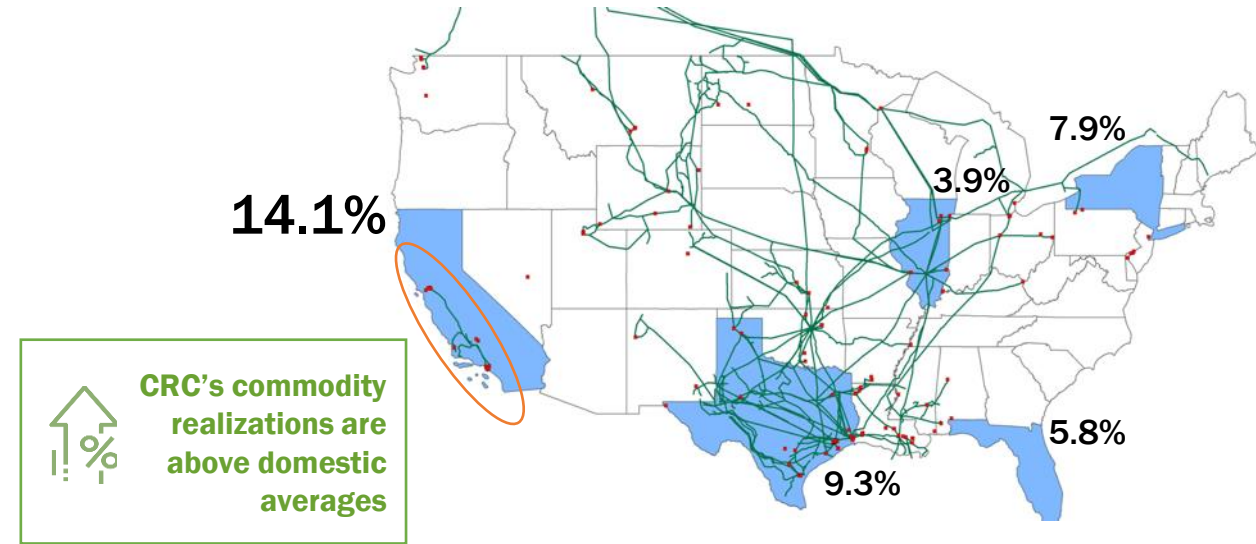 7.9%
3.9%
14.1%
5.8%
9.3%
%
CRC’s commodity
realizations are
above domestic
averages